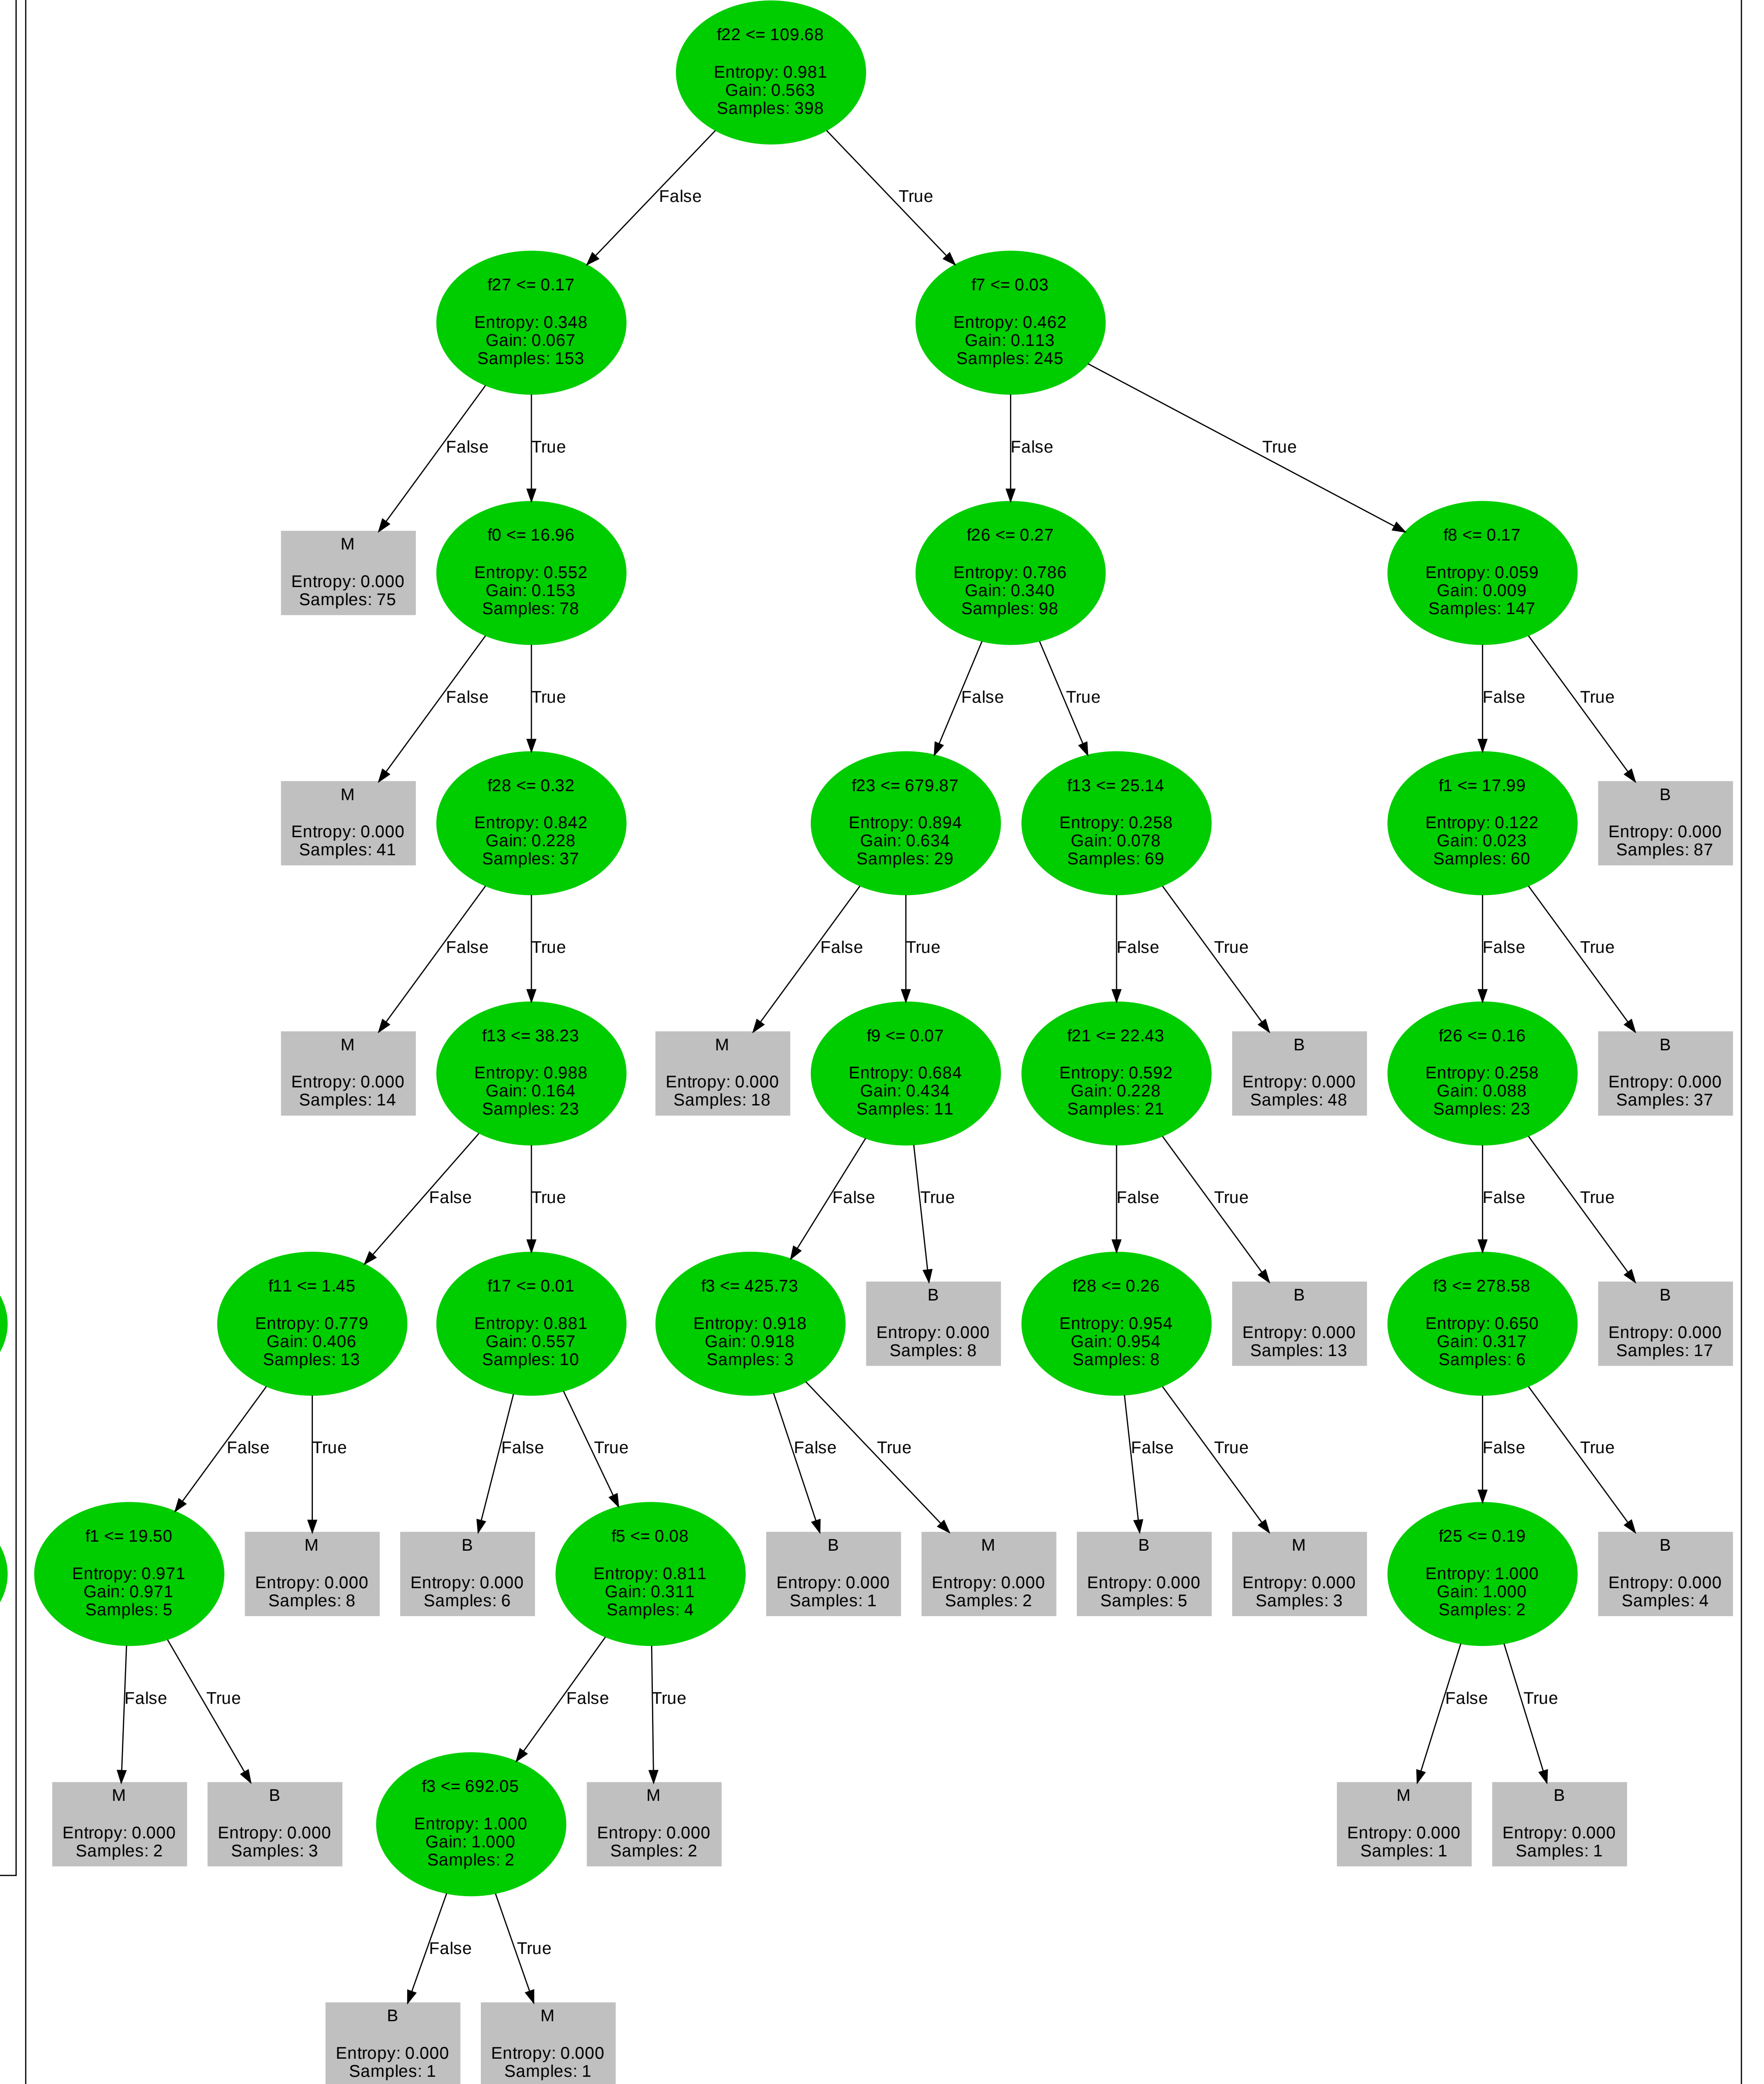 f22 <= 109.68
Entropy: 0.981
Gain: 0.563
Samples: 398
False
True
f27 <= 0.17
Entropy: 0.348
Gain: 0.067
Samples: 153
f7 <= 0.03
Entropy: 0.462
Gain: 0.113
Samples: 245
False
True
False
True
M
Entropy: 0.000
Samples: 75
f0 <= 16.96
Entropy: 0.552
Gain: 0.153
Samples: 78
f26 <= 0.27
Entropy: 0.786
Gain: 0.340
Samples: 98
f8 <= 0.17
Entropy: 0.059
Gain: 0.009
Samples: 147
False
True
False
True
False
True
M
Entropy: 0.000
Samples: 41
f28 <= 0.32
Entropy: 0.842
Gain: 0.228
Samples: 37
f23 <= 679.87
Entropy: 0.894
Gain: 0.634
Samples: 29
f13 <= 25.14
Entropy: 0.258
Gain: 0.078
Samples: 69
f1 <= 17.99
Entropy: 0.122
Gain: 0.023
Samples: 60
B
Entropy: 0.000
Samples: 87
False
True
False
True
False
True
False
True
M
Entropy: 0.000
Samples: 14
f13 <= 38.23
Entropy: 0.988
Gain: 0.164
Samples: 23
M
Entropy: 0.000
Samples: 18
f9 <= 0.07
Entropy: 0.684
Gain: 0.434
Samples: 11
f21 <= 22.43
Entropy: 0.592
Gain: 0.228
Samples: 21
B
Entropy: 0.000
Samples: 48
f26 <= 0.16
Entropy: 0.258
Gain: 0.088
Samples: 23
B
Entropy: 0.000
Samples: 37
False
True
False
True
False
True
False
True
f11 <= 1.45
Entropy: 0.779
Gain: 0.406
Samples: 13
f17 <= 0.01
Entropy: 0.881
Gain: 0.557
Samples: 10
f3 <= 425.73
Entropy: 0.918
Gain: 0.918
Samples: 3
B
Entropy: 0.000
Samples: 8
f28 <= 0.26
Entropy: 0.954
Gain: 0.954
Samples: 8
B
Entropy: 0.000
Samples: 13
f3 <= 278.58
Entropy: 0.650
Gain: 0.317
Samples: 6
B
Entropy: 0.000
Samples: 17
False
True
False
True
False
True
False
True
False
True
f1 <= 19.50
Entropy: 0.971
Gain: 0.971
Samples: 5
M
Entropy: 0.000
Samples: 8
B
Entropy: 0.000
Samples: 6
f5 <= 0.08
Entropy: 0.811
Gain: 0.311
Samples: 4
B
Entropy: 0.000
Samples: 1
M
Entropy: 0.000
Samples: 2
B
Entropy: 0.000
Samples: 5
M
Entropy: 0.000
Samples: 3
f25 <= 0.19
Entropy: 1.000
Gain: 1.000
Samples: 2
B
Entropy: 0.000
Samples: 4
False
True
False
True
False
True
M
Entropy: 0.000
Samples: 2
B
Entropy: 0.000
Samples: 3
f3 <= 692.05
Entropy: 1.000
Gain: 1.000
Samples: 2
M
Entropy: 0.000
Samples: 2
M
Entropy: 0.000
Samples: 1
B
Entropy: 0.000
Samples: 1
False
True
B
Entropy: 0.000
Samples: 1
M
Entropy: 0.000
Samples: 1